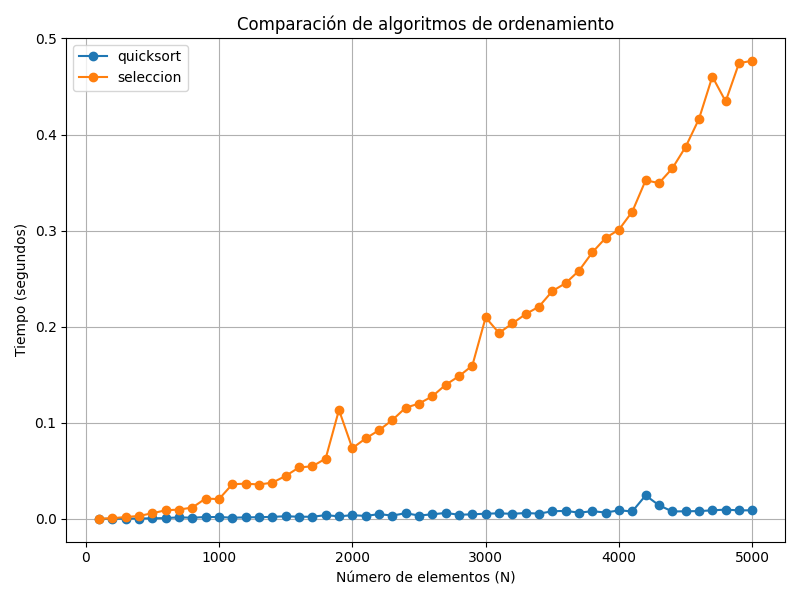 Comparación de algoritmos de ordenamiento
quicksort
seleccion
Tiempo (segundos)
0.5
0.4
0.3
0.2
0.1
0.0
0 1000 2000 3000 4000 5000
Número de elementos (N)